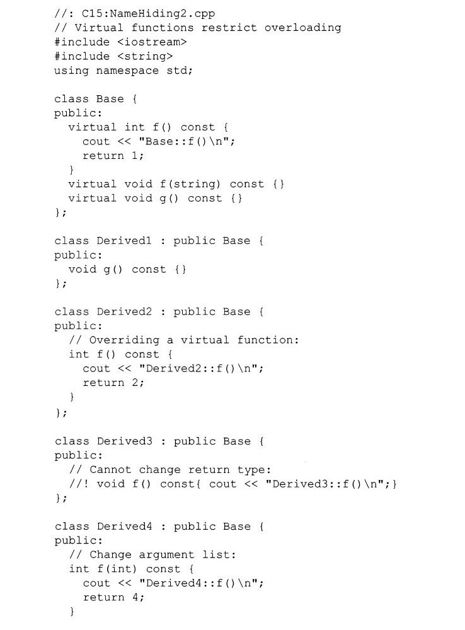 //: C15:NameHiding2.cpp
// Virtual functions restrict overloading
#include <iostream>
#include <string>
using namespace std;

class Base {
public:
  virtual int f() const {
    cout << "Base::f()\n";
    return 1;
  }
  virtual void f(string) const {}
  virtual void g() const {}
};

class Derived1 : public Base {
public:
  void g() const {}
};

class Derived2 : public Base {
public:
  // Overriding a virtual function:
  int f() const {
    cout << "Derived2::f()\n";
    return 2;
  }
};

class Derived3 : public Base {
public:
  // Cannot change return type:
  //! void f() const{ cout << "Derived3::f()\n";}
};

class Derived4 : public Base {
public:
  // Change argument list:
  int f(int) const {
    cout << "Derived4::f()\n";
    return 4;
  }